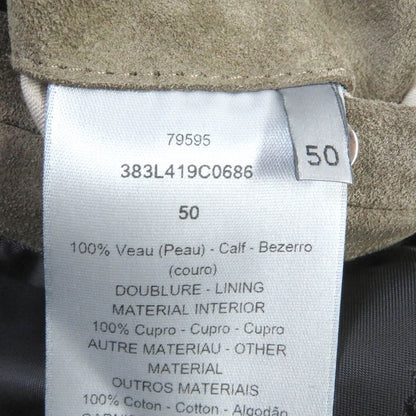 79595
383L419C0686
50
50
100% Veau (Peau) - Calf - Bezerro
(couro)
DOUBLURE - LINING
MATERIAL INTERIOR
100% Cupro - Cupro - Cupro
AUTRE MATERIAU - OTHER
MATERIAL
OUTROS MATERIAIS
100% Coton - Cotton - Algodão